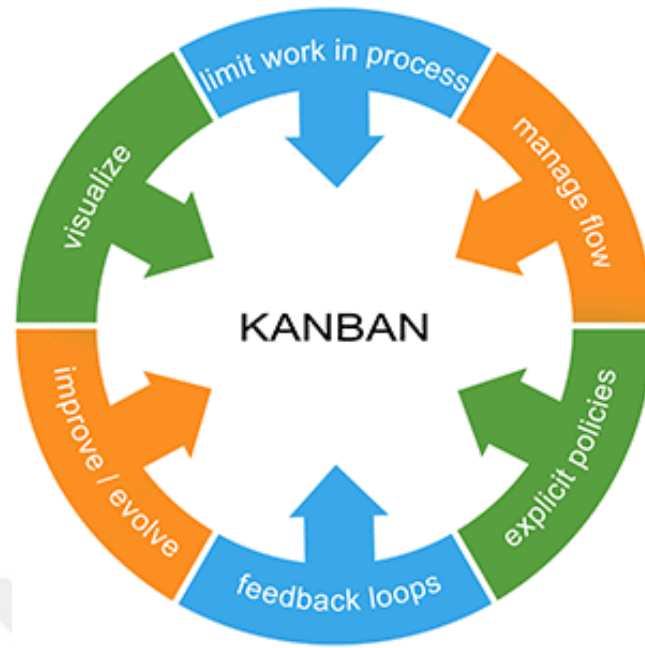 limit work in process
manage flow
visualize
KANBAN
improve / evolve
explicit policies
feedback loops